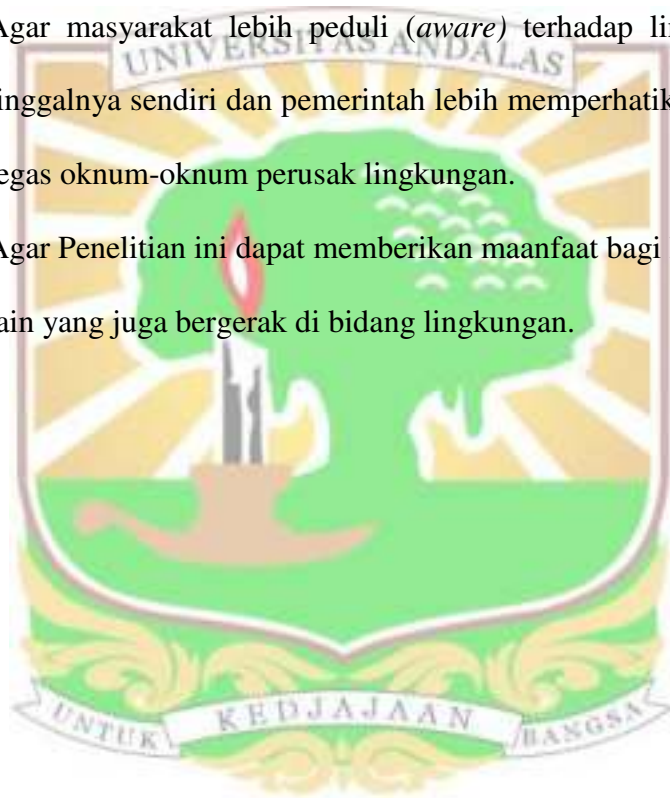 Agar masyarakat lebih peduli (aware) terhadap
UNIVERSITAS ANDALAS
inggalnya sendiri dan pemerintah lebih memperhatik
egas oknum-oknum perusak lingkungan.
Agar Penelitian ini dapat memberikan maanfaat bagi
ain yang juga bergerak di bidang lingkungan.
UNTUK KEDJAJAAN BANGSA